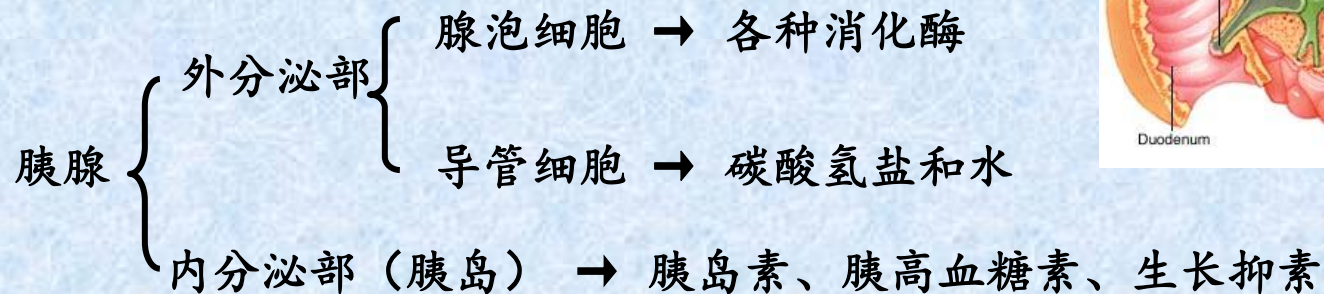 腺泡细胞 → 各种消化酶
外分泌部
Duodenum
胰腺
导管细胞 → 碳酸氢盐和水
内分泌部（胰岛） → 胰岛素、胰高血糖素、生长抑素